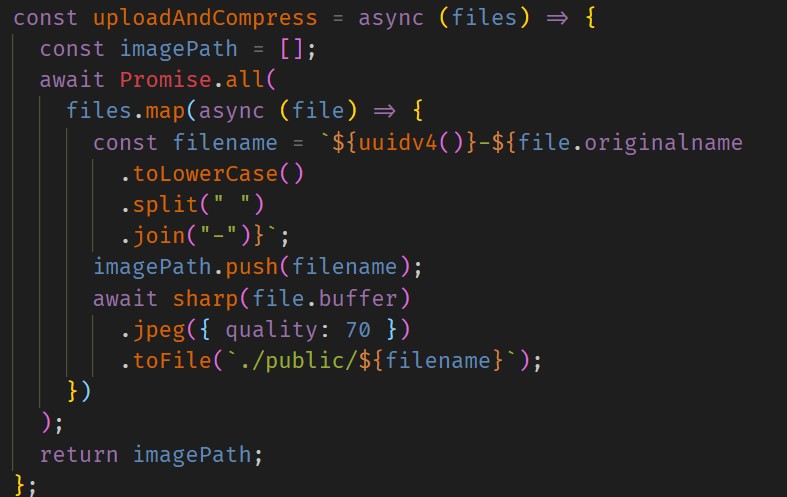 const uploadAndCompress = async (files) => {
  const imagePath = [];
  await Promise.all(
    files.map(async (file) => {
      const filename = `${uuidv4()}-${file.originalname
        .toLowerCase()
        .split(" ")
        .join("-")}`;
      imagePath.push(filename);
      await sharp(file.buffer)
        .jpeg({ quality: 70 })
        .toFile(`./public/${filename}`);
    })
  );
  return imagePath;
};